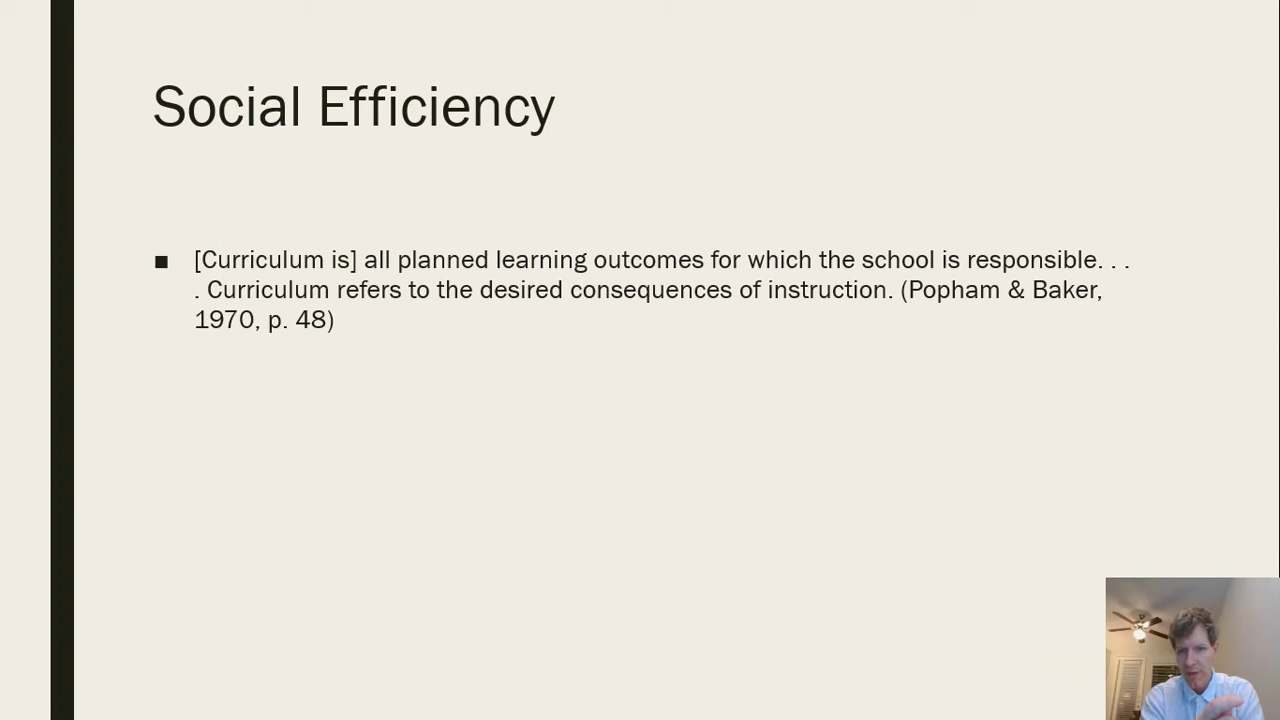 Social Efficiency
■ [Curriculum is] all planned learning outcomes for which the school is responsible. . .
. Curriculum refers to the desired consequences of instruction. (Popham & Baker,
1970, p. 48)